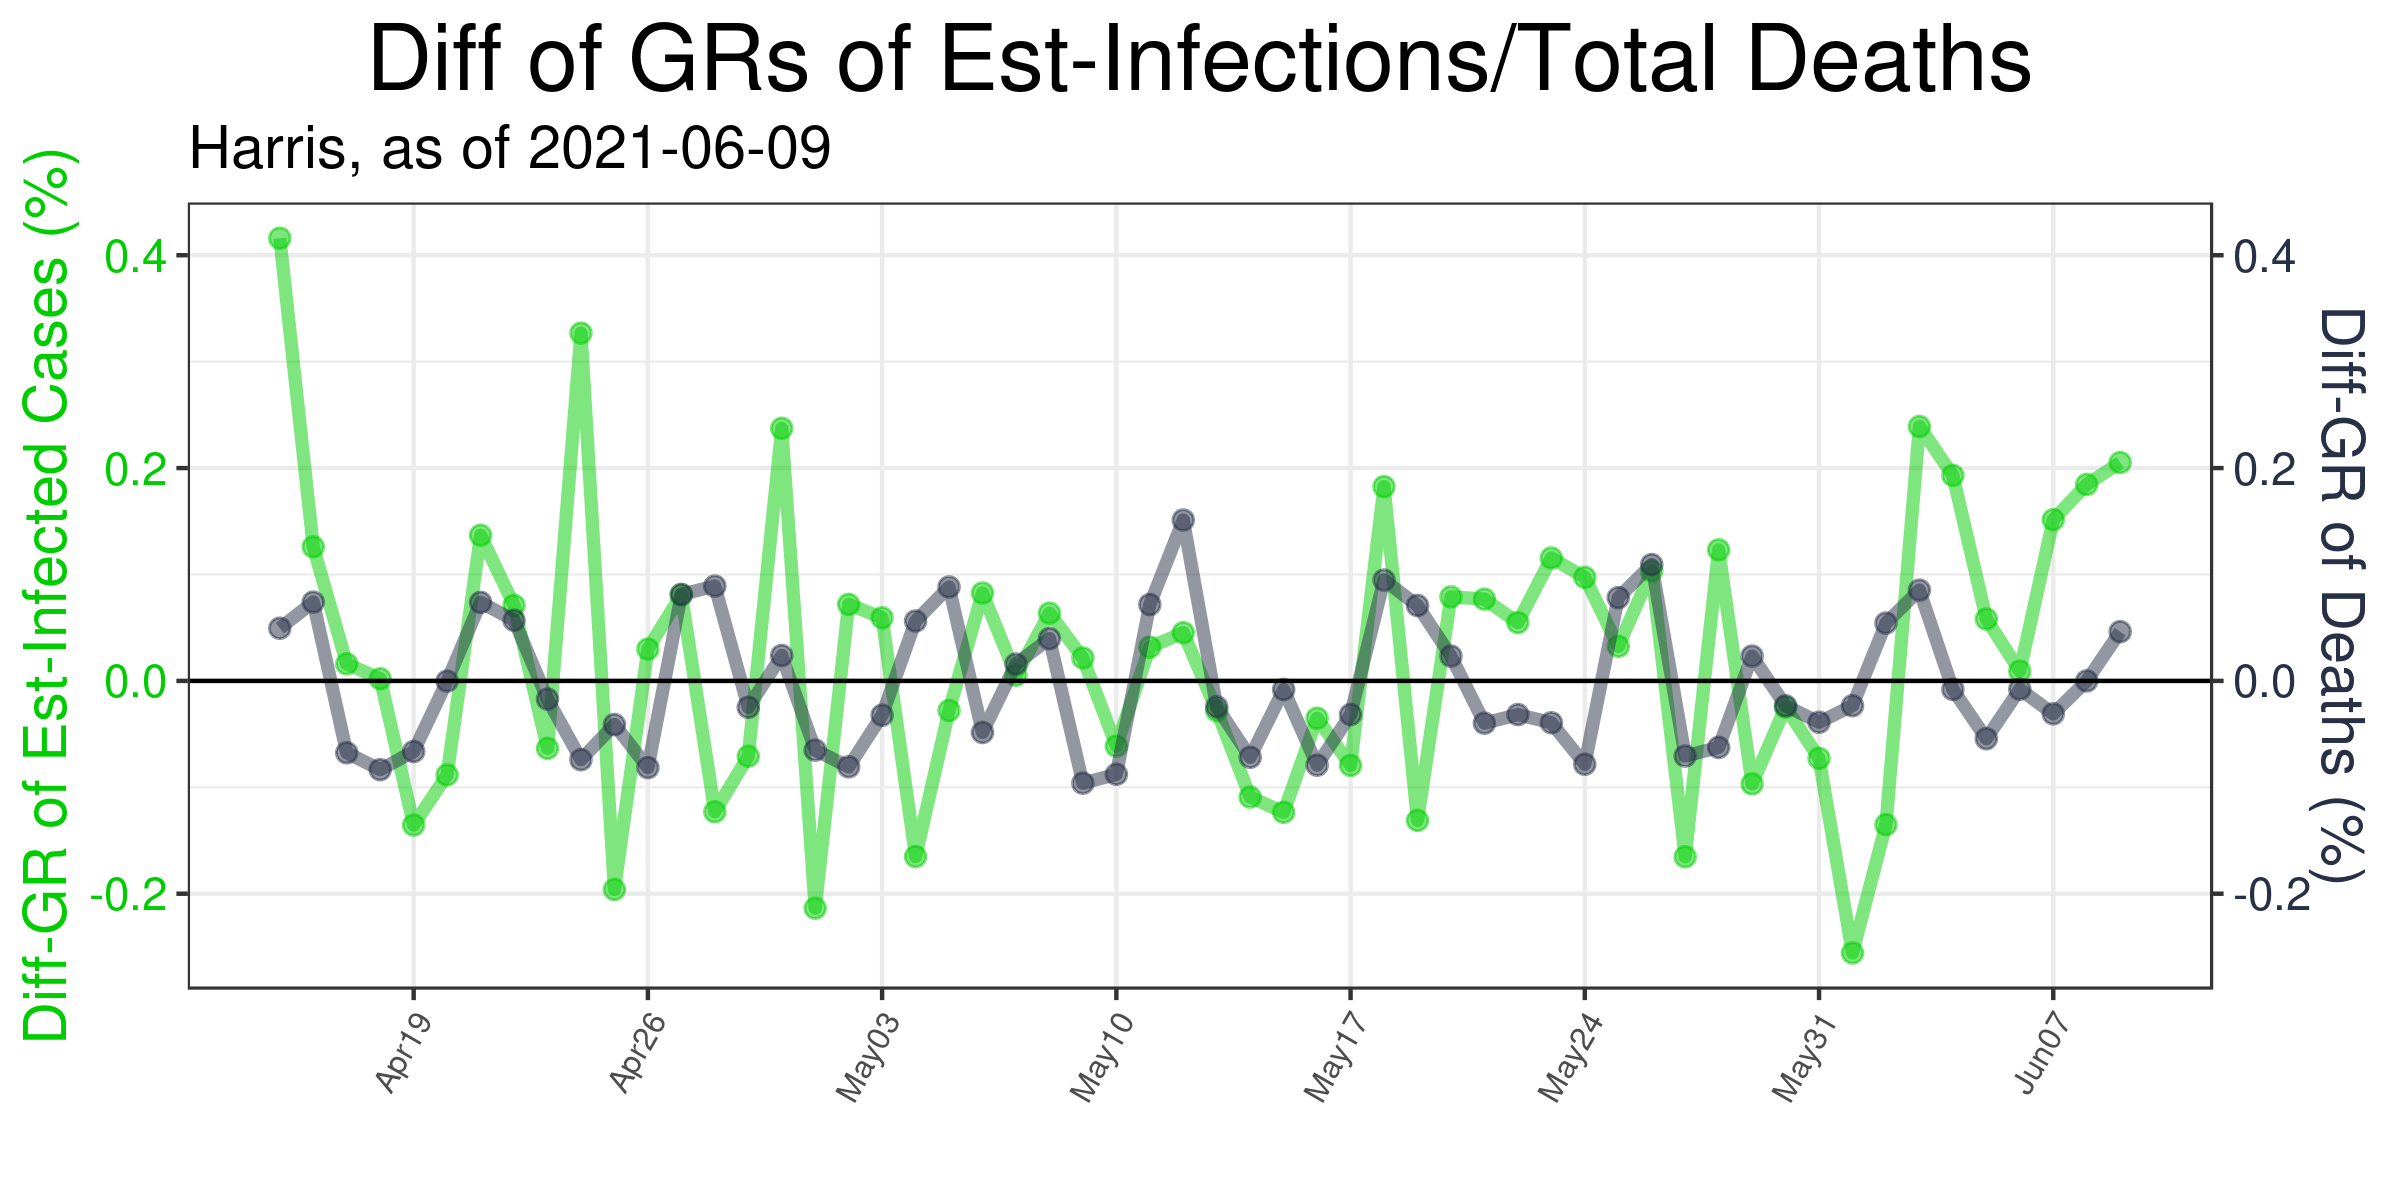 Diff of GRs of Est-Infections/Total Deaths
Harris, as of 2021-06-09
Diff-GR of Est-Infected Cases (%)
0.4
0.2
0.0
-0.2
0.4
0.2
0.0
-0.2
Diff-GR of Deaths (%)
Apr19
Apr26
May03
May10
May17
May24
May31
Jun07